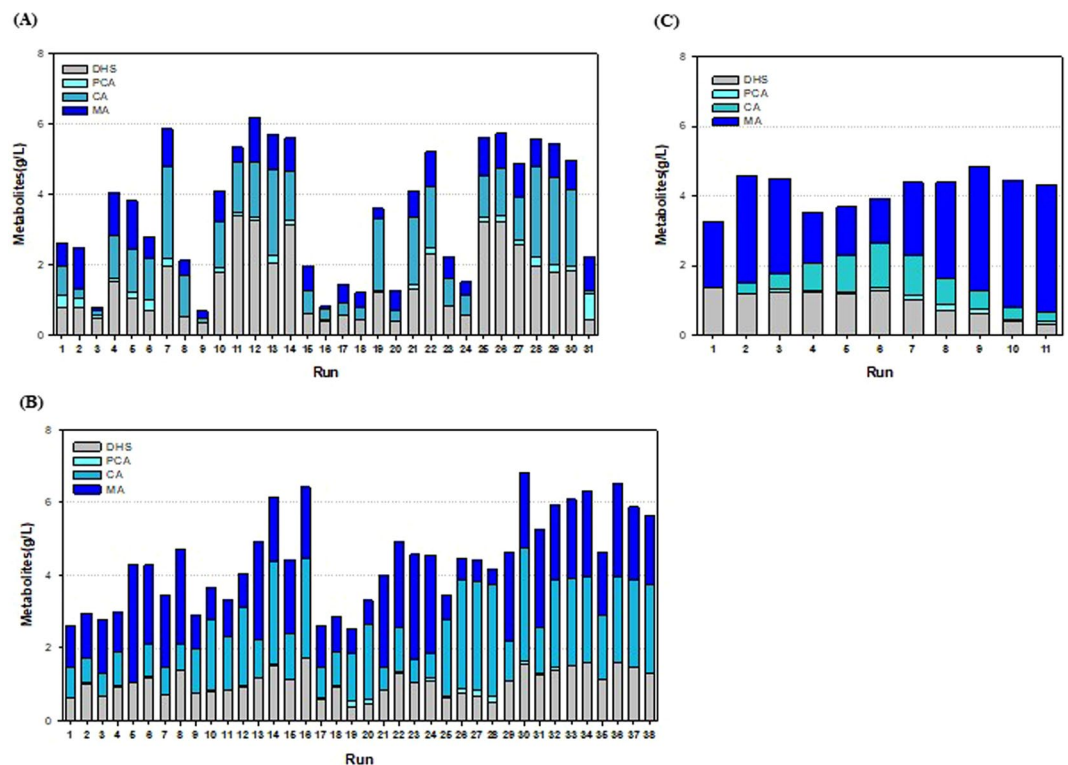 (A)
8
6
4
2
0
Metabolites(g/L)
DHS
PCA
CA
MA
1 2 3 4 5 6 7 8 9 10 11 12 13 14 15 16 17 18 19 20 21 22 23 24 25 26 27 28 29 30 31
Run
(C)
8
6
4
2
0
Metabolites(g/L)
DHS
PCA
CA
MA
1 2 3 4 5 6 7 8 9 10 11
Run
(B)
8
6
4
2
0
Metabolites(g/L)
DHS
PCA
CA
MA
1 2 3 4 5 6 7 8 9 10 11 12 13 14 15 16 17 18 19 20 21 22 23 24 25 26 27 28 29 30 31 32 33 34 35 36 37 38
Run